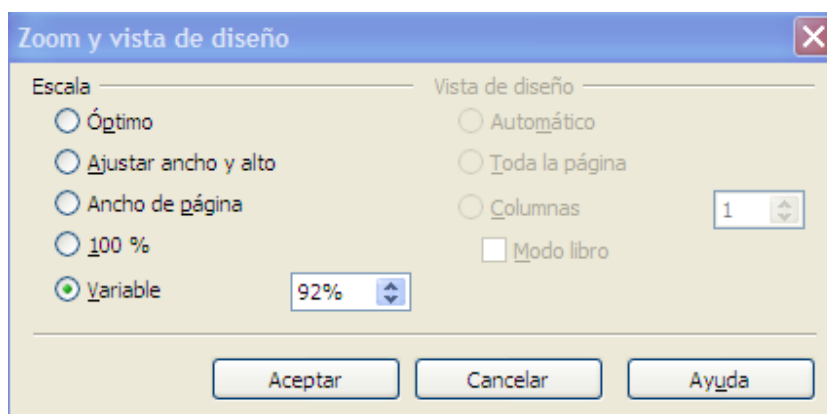 Zoom y vista de diseño
Escala
Óptimo
Ajustar ancho y alto
Ancho de página
100 %
Variable 92%
Vista de diseño
Automático
Toda la página
Columnas 1
Modo libro
Aceptar Cancelar Ayuda